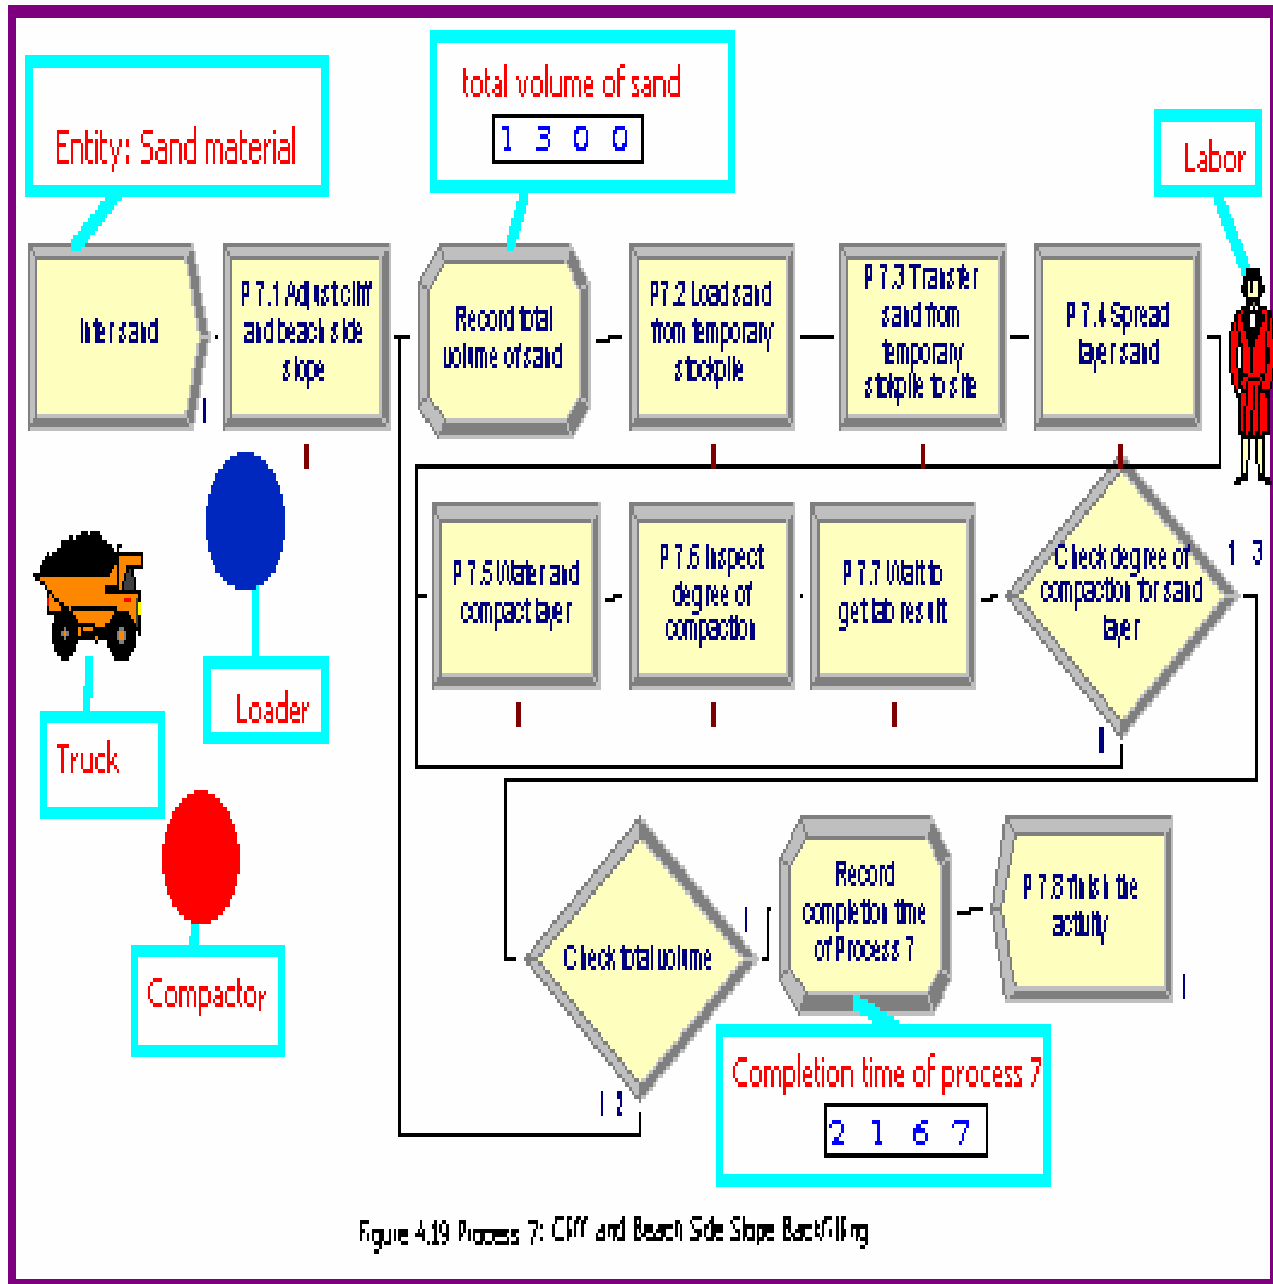 total volume of sand
1 3 0 0
Entity: Sand material
Labor
Inter sand
P 7.1 Adjust cliff
and beach side
slope
Record total
volume of sand
P7.2 Load sand
from temporary
stockpile
P 7.3 Transfer
sand from
temporary
stokpile to site
P 7.4 Spread
layer sand
P 7.5 Water and
compact layer
P 7.6 Inspect
degree of
compaction
P 7.7 Wait to
get lab result
Check degree of
compaction for sand
layer
1 3
Loader
Truck
Compactor
Check total volume
1 2
Record
completion time
of Process 7
P 7.8 finish the
activity
Completion time of process 7
2 1 6 7
Figure 4.19 Process 7: Cliff and Beach Side Slope Backfilling